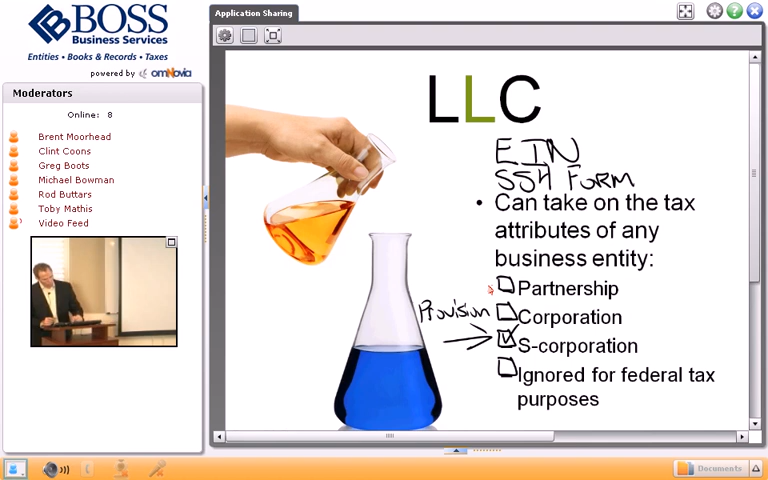 BOSS
Business Services
Entities • Books & Records • Taxes
powered by omNovia
Moderators
Online: 8
Brent Moorhead
Clint Coons
Greg Boots
Michael Bowman
Rod Buttars
Toby Mathis
Video Feed
Application Sharing
LLC
EIN
SS4 FORM
• Can take on the tax
attributes of any
business entity:
Partnership
Provision
Corporation
S-corporation
Ignored for federal tax
purposes
Documents